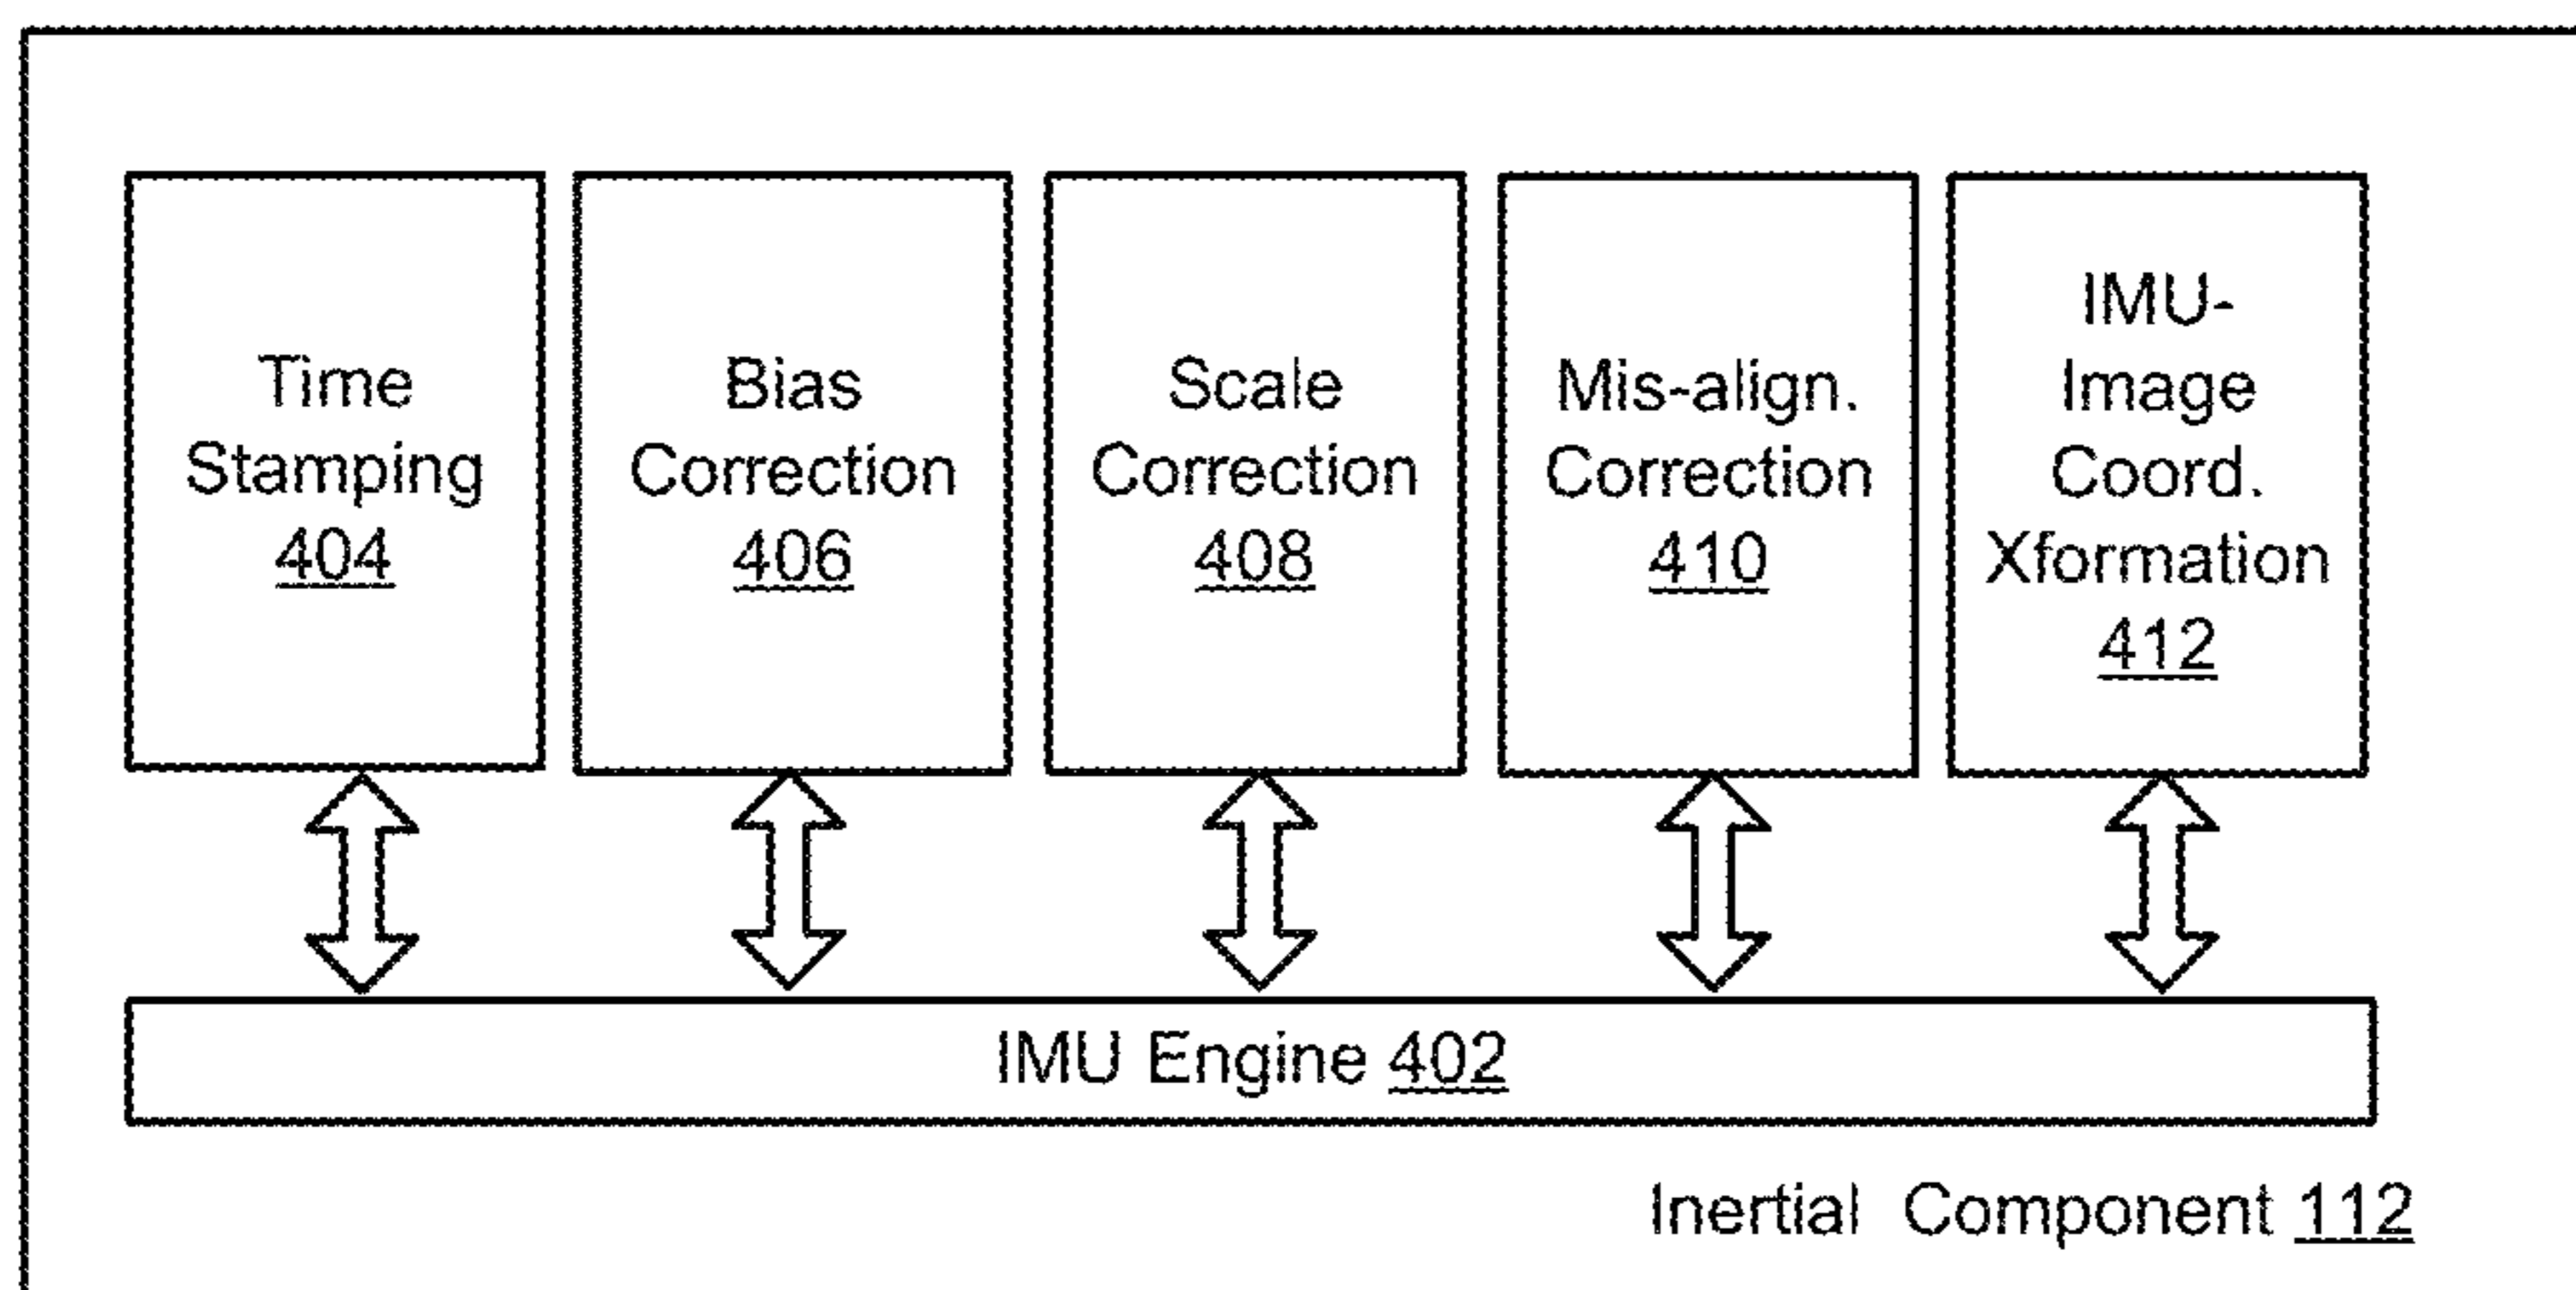 Time
Stamping
404
Bias
Correction
406
Scale
Correction
408
Mis-align.
Correction
410
IMU-
Image
Coord.
Xformation
412
IMU Engine 402
Inertial Component 112